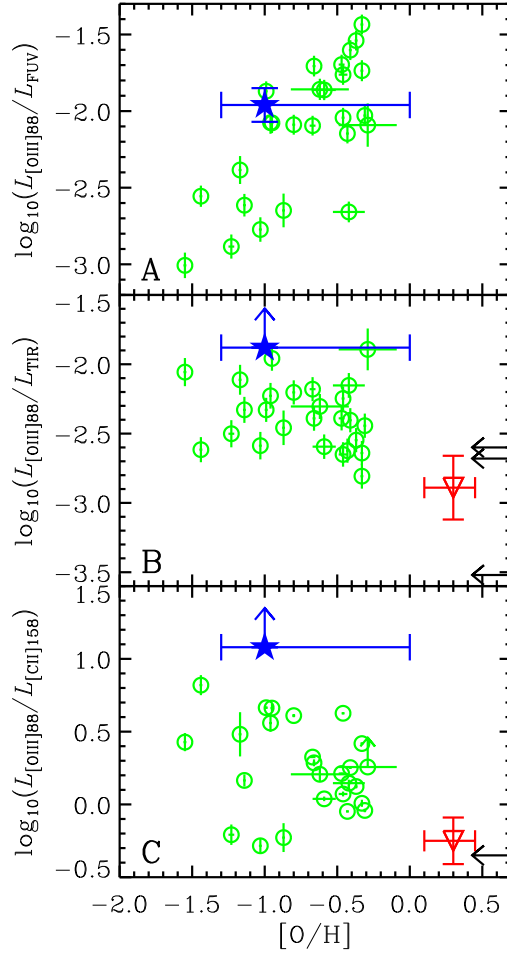 −1.5
−2.0
−2.5
−3.0
log₁₀(L[OIII]88/LFUV)
A
−1.5
−2.0
−2.5
−3.0
−3.5
log₁₀(L[OIII]88/LTIR)
B
1.5
1.0
0.5
0.0
−0.5
log₁₀(L[OIII]88/L[CII]158)
C
−2.0 −1.5 −1.0 −0.5 0.0 0.5
[O/H]